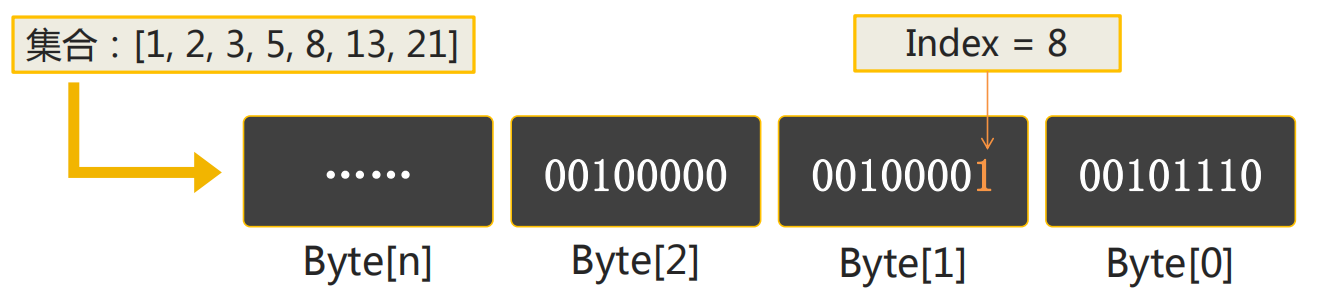 集合：[1, 2, 3, 5, 8, 13, 21]
Index = 8
…… 00100000 00100001 00101110
Byte[n] Byte[2] Byte[1] Byte[0]